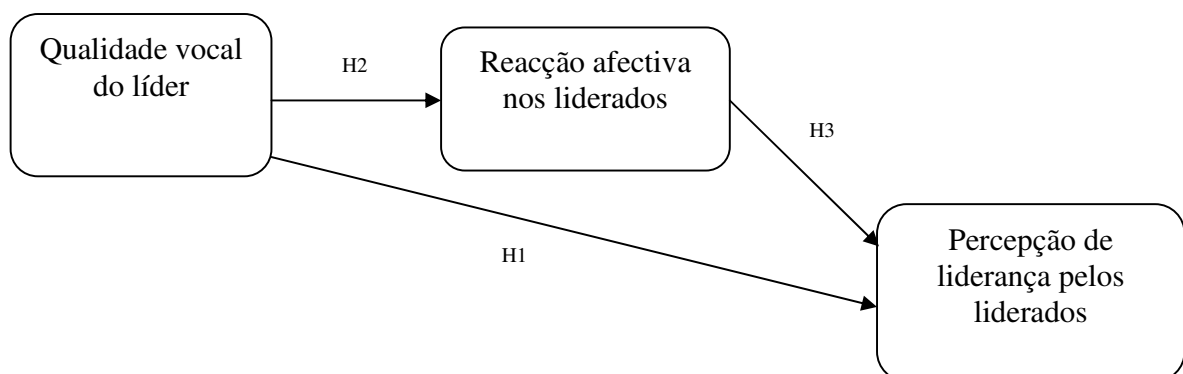 Qualidade vocal
do líder
H2
Reacção afectiva
nos liderados
H3
H1
Percepção de
liderança pelos
liderados